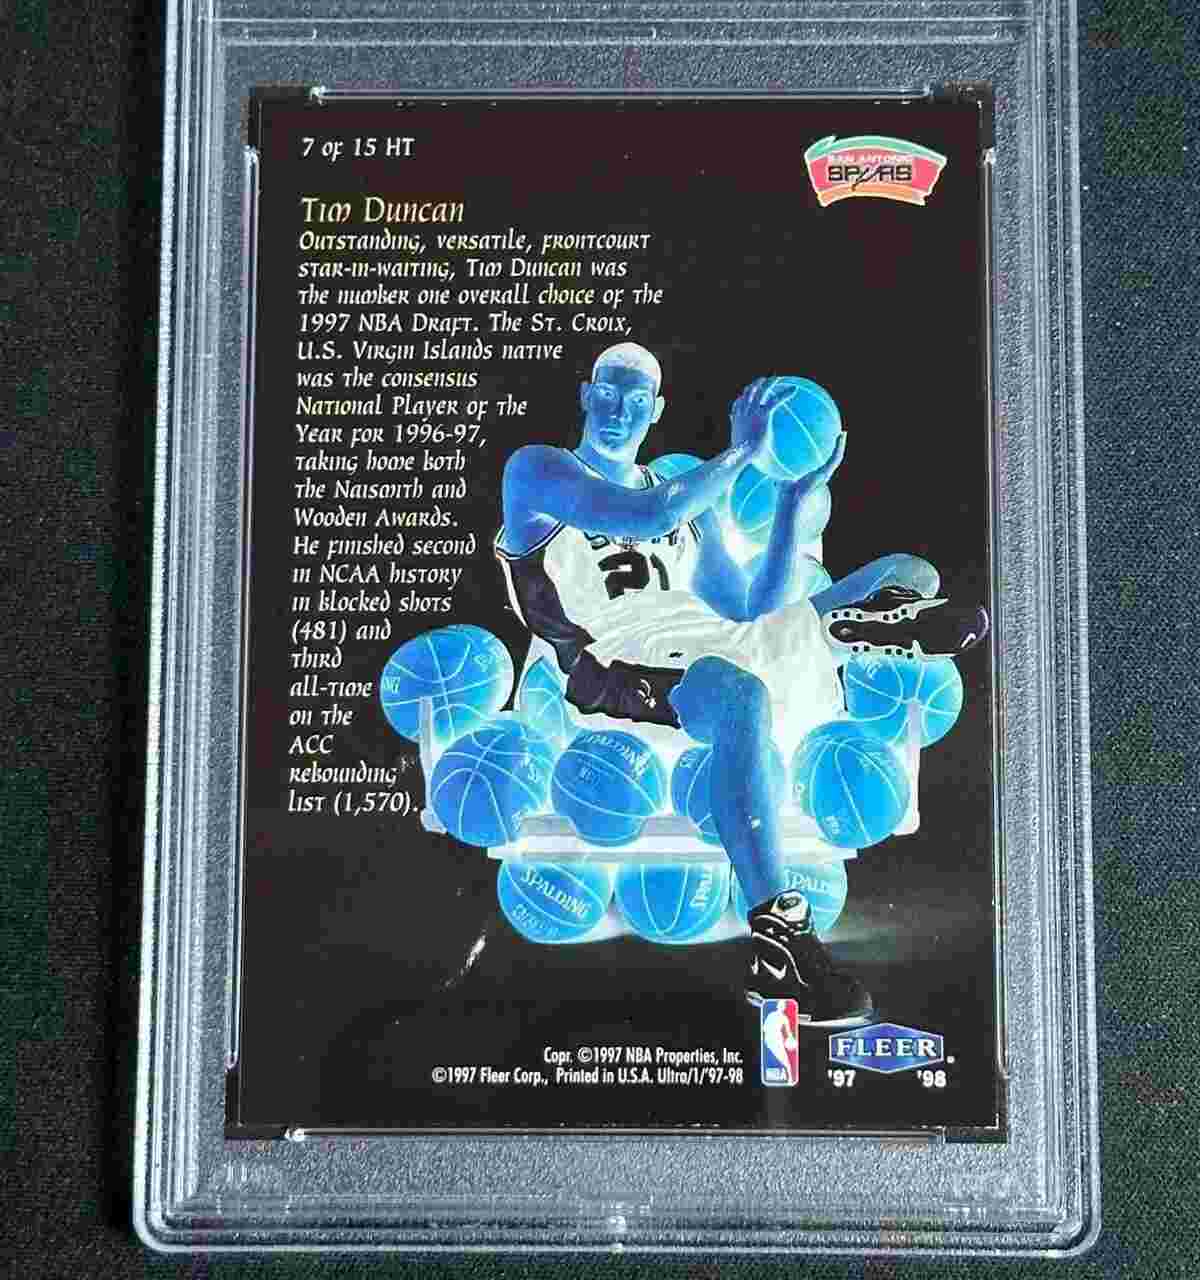 7 of 15 HT
SAN ANTONIO
SPURS
Tim Duncan
Outstanding, versatile, frontcourt
star-in-waiting, Tim Duncan was
the number one overall choice of the
1997 NBA Draft. The St. Croix,
U.S. Virgin Islands native
was the consensus
National Player of the
Year for 1996-97,
taking home both
the Naismith and
Wooden Awards.
He finished second
in NCAA history
in blocked shots
(481) and
third
all-time
on the
ACC
rebounding
list (1,570).
21
SPALDING
SPALDING
SPALD
SPALD
Copr. ©1997 NBA Properties, Inc.
©1997 Fleer Corp., Printed in U.S.A. Ultra/1/'97-98
NBA
FLEER
'97 '98